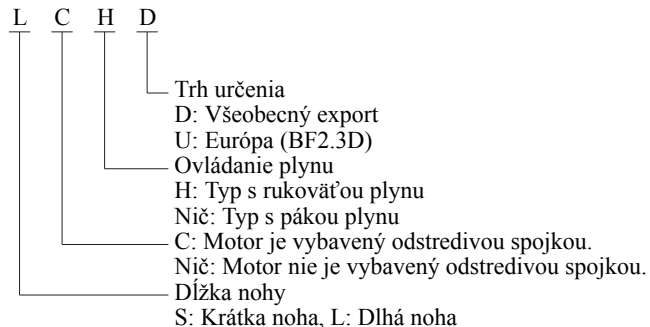 L C H D
Trh určenia
D: Všeobecný export
U: Európa (BF2.3D)
Ovládanie plynu
H: Typ s rukoväťou plynu
Nič: Typ s pákou plynu
C: Motor je vybavený odstredivou spojkou.
Nič: Motor nie je vybavený odstredivou spojkou.
Dĺžka nohy
S: Krátka noha, L: Dlhá noha